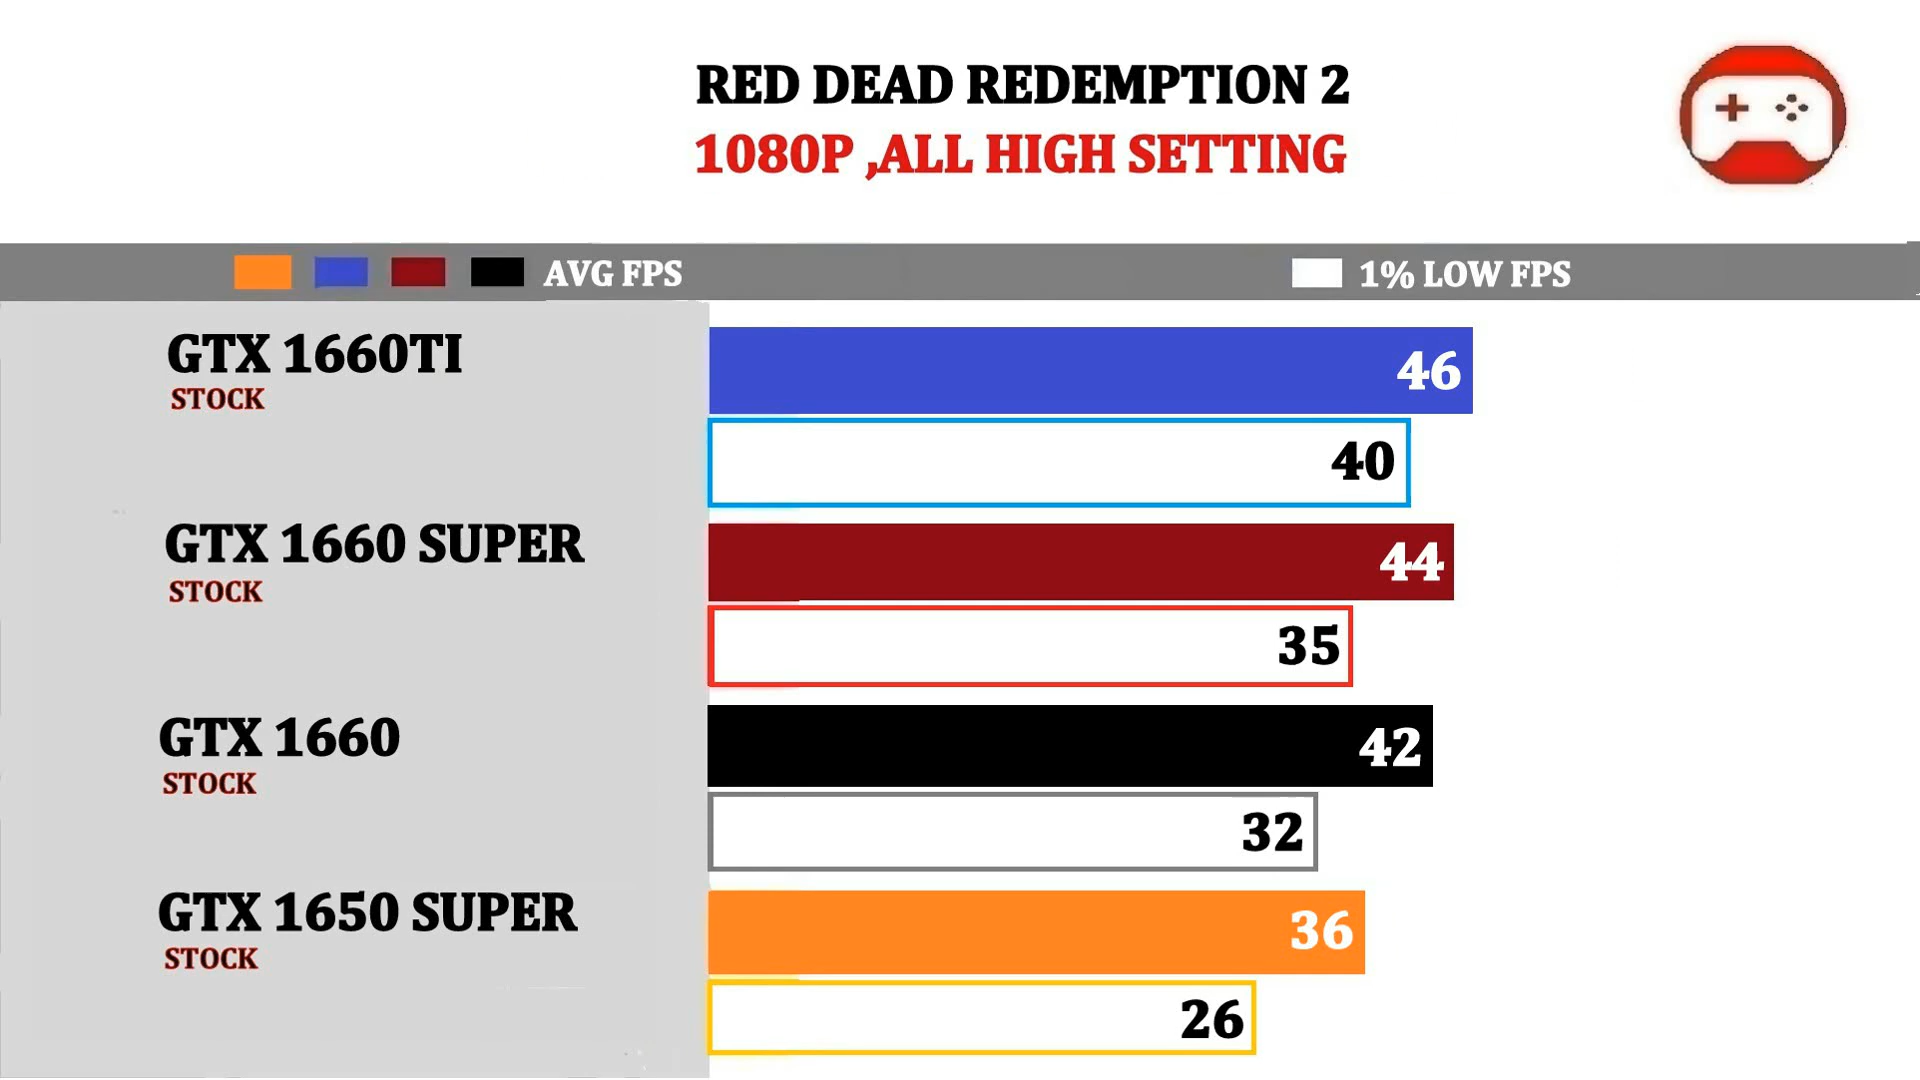 RED DEAD REDEMPTION 2
1080P ,ALL HIGH SETTING
AVG FPS
1% LOW FPS
GTX 1660TI
STOCK
46
40
GTX 1660 SUPER
STOCK
44
35
GTX 1660
STOCK
42
32
GTX 1650 SUPER
STOCK
36
26